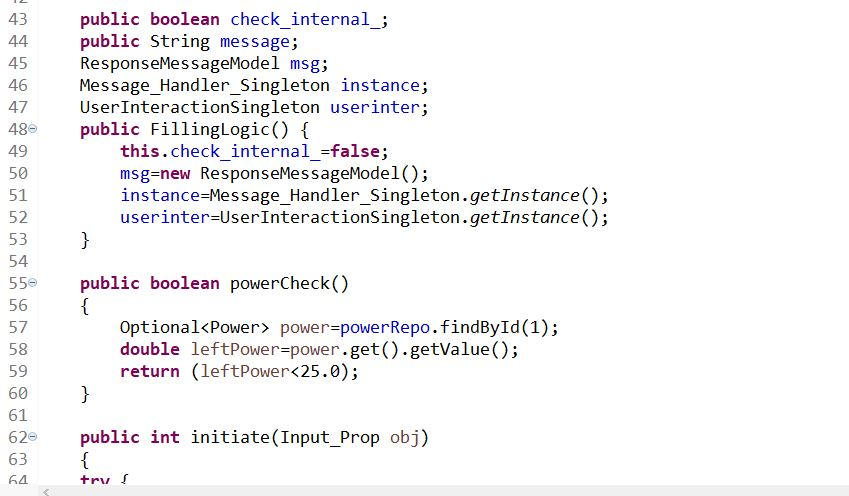 43 public boolean check_internal_;
44 public String message;
45 ResponseMessageModel msg;
46 Message_Handler_Singleton instance;
47 UserInteractionSingleton userinter;
48 public FillingLogic() {
49 this.check_internal_=false;
50 msg=new ResponseMessageModel();
51 instance=Message_Handler_Singleton.getInstance();
52 userinter=UserInteractionSingleton.getInstance();
53 }
54
55 public boolean powerCheck()
56 {
57 Optional<Power> power=powerRepo.findById(1);
58 double leftPower=power.get().getValue();
59 return (leftPower<25.0);
60 }
61
62 public int initiate(Input_Prop obj)
63 {
64 try {